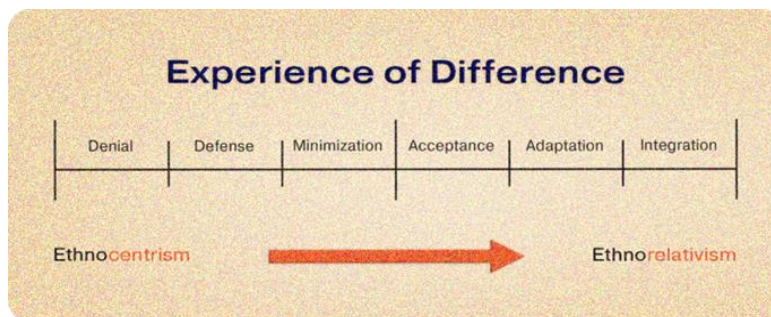 Experience of Difference
Denial Defense Minimization Acceptance Adaptation Integration
Ethnocentrism Ethnorelativism